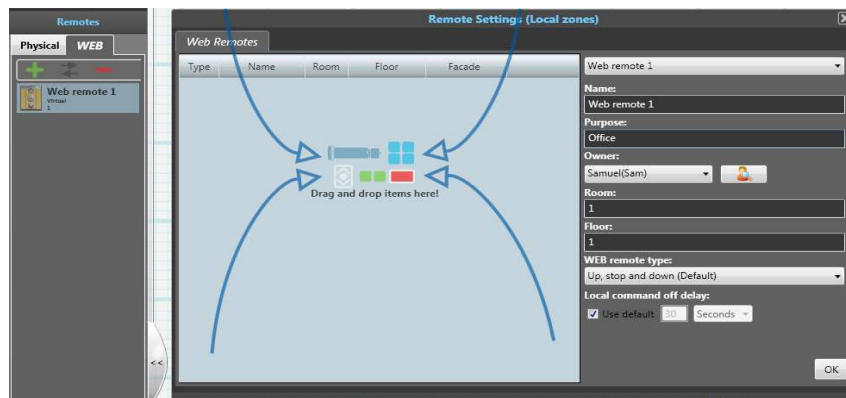 Remotes
Physical WEB
Web remote 1
Virtual
1
<<
Remote Settings (Local zones)
Web Remotes
Type Name Room Floor Facade
Drag and drop items here!
Web remote 1
Name:
Web remote 1
Purpose:
Office
Owner:
Samuel(Sam)
Room:
1
Floor:
1
WEB remote type:
Up, stop and down (Default)
Local command off delay:
Use default 30 Seconds
OK